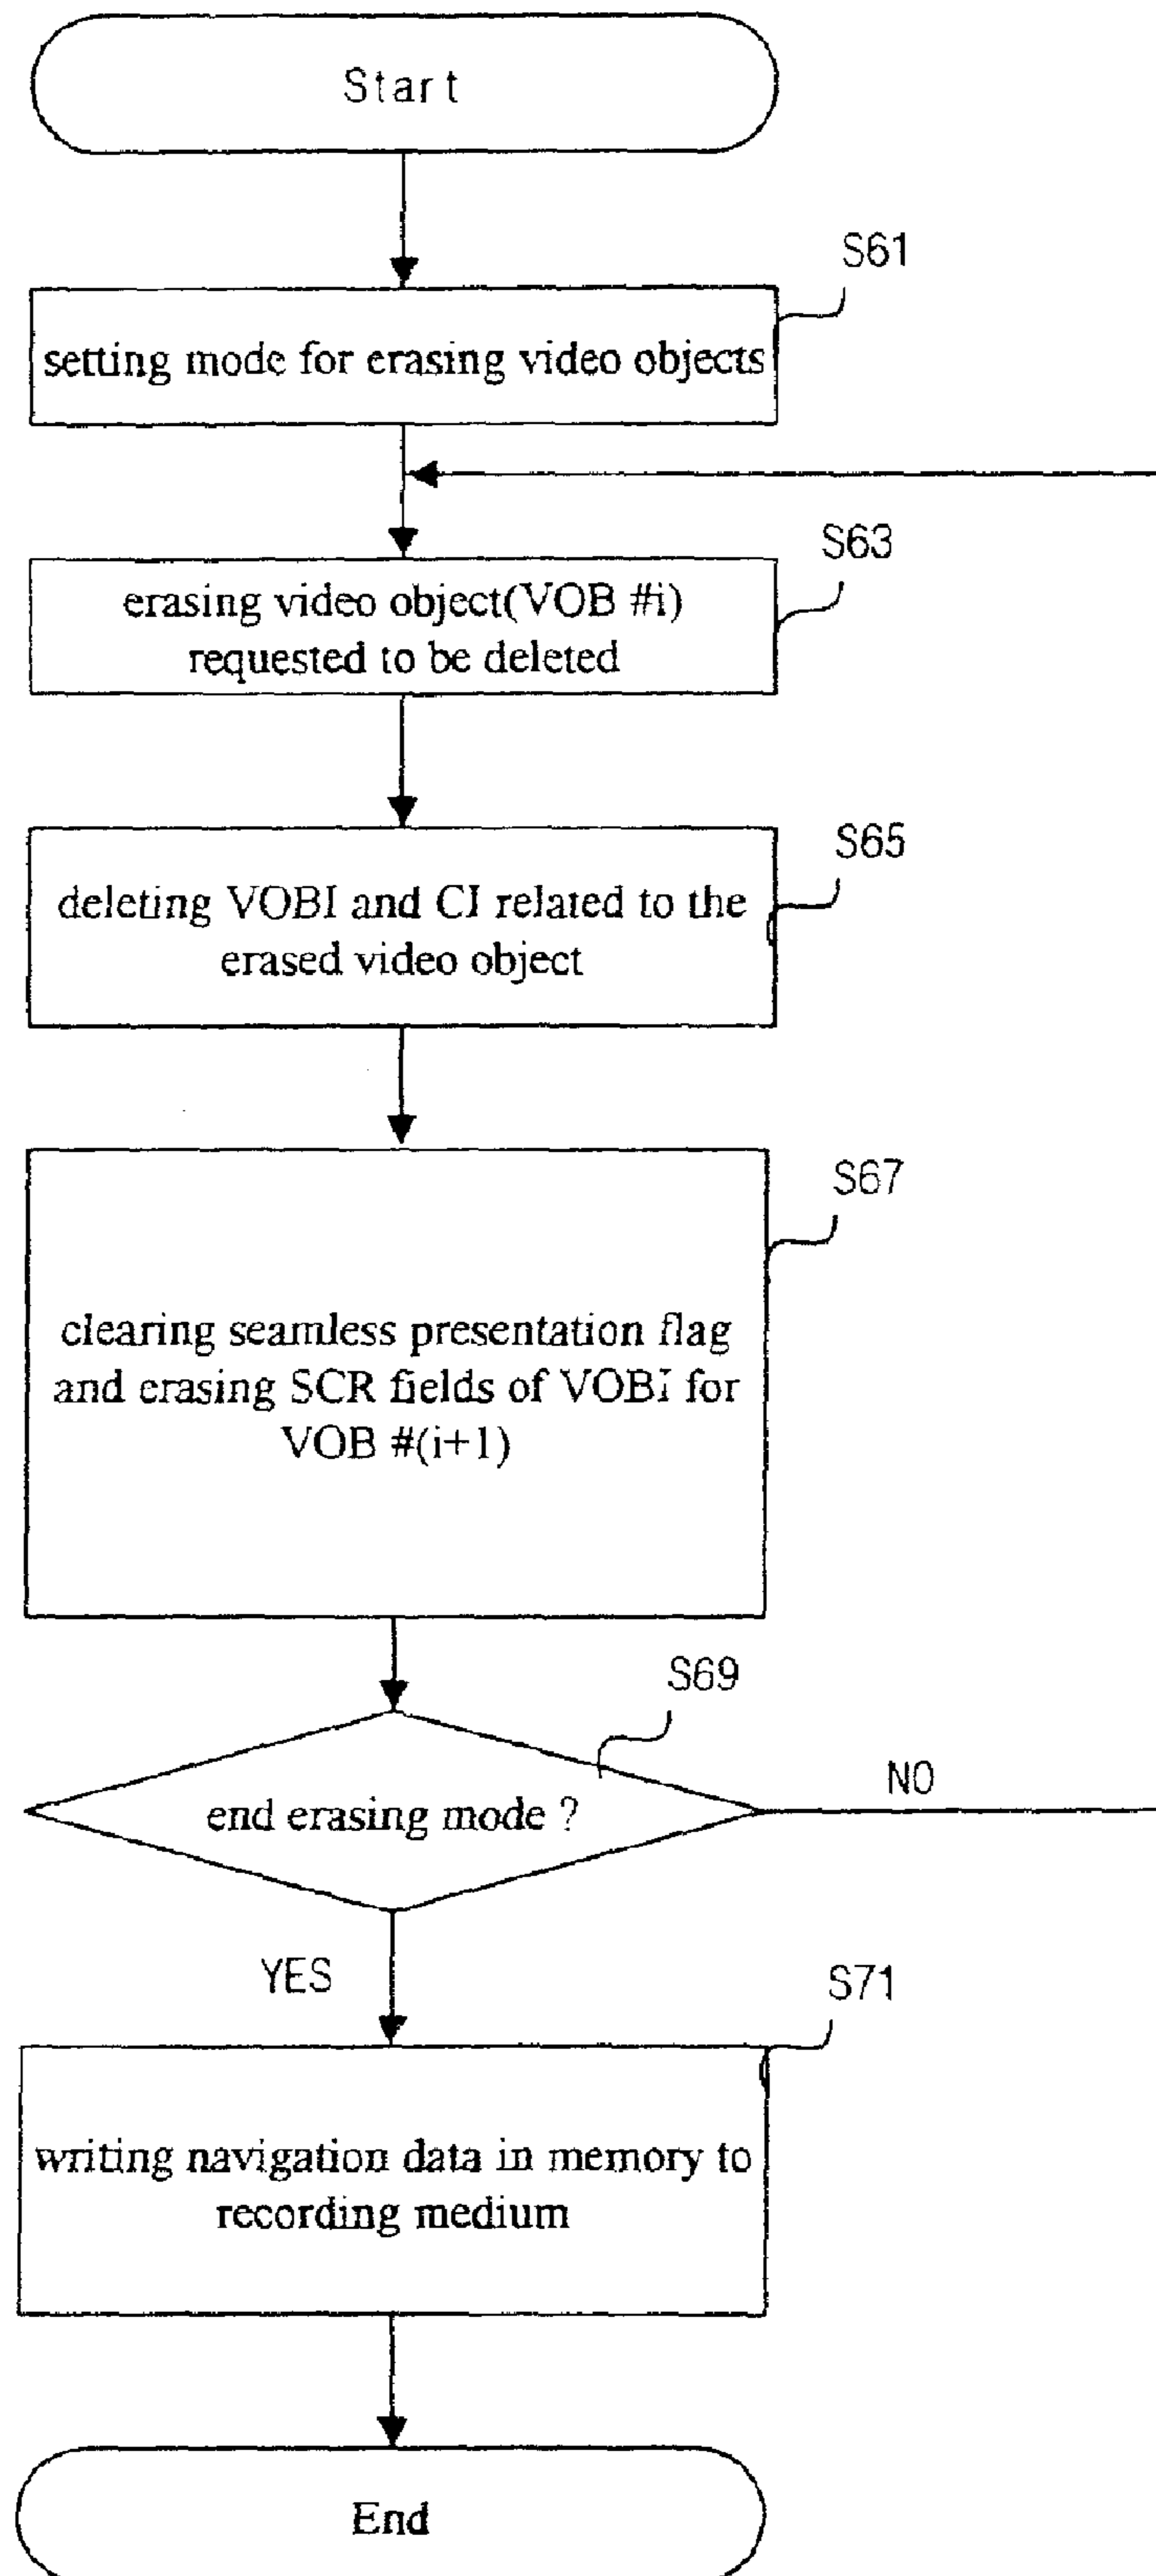 Start
S61
setting mode for erasing video objects
S63
erasing video object(VOB #i)
requested to be deleted
S65
deleting VOBI and CI related to the
erased video object
S67
clearing seamless presentation flag
and erasing SCR fields of VOBI for
VOB #(i+1)
S69
end erasing mode ?
NO
YES
S71
writing navigation data in memory to
recording medium
End